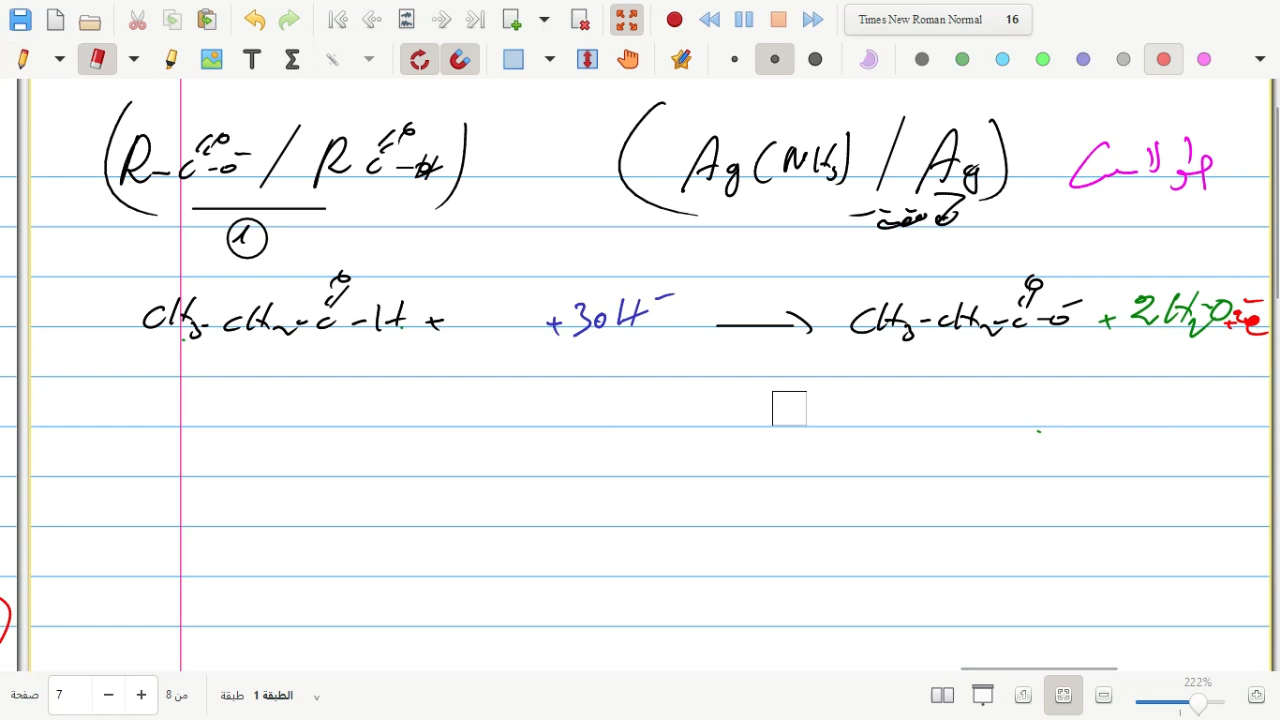 Times New Roman Normal 16
(R-C=O-O⁻ / R C=O-H) (Ag(NH3) / Ag)
1
CH3-CH2-C=O-H + +3OH⁻ → CH3-CH2-C=O-O⁻ + 2H2O + 2e⁻
صفحة 7 من 8 طبقة الطبقة 1 222%